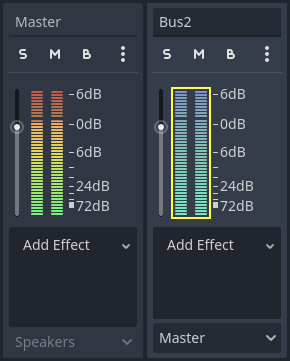 Master
S M B
6dB
0dB
6dB
24dB
72dB
Add Effect
Speakers
Bus2
S M B
6dB
0dB
6dB
24dB
72dB
Add Effect
Master